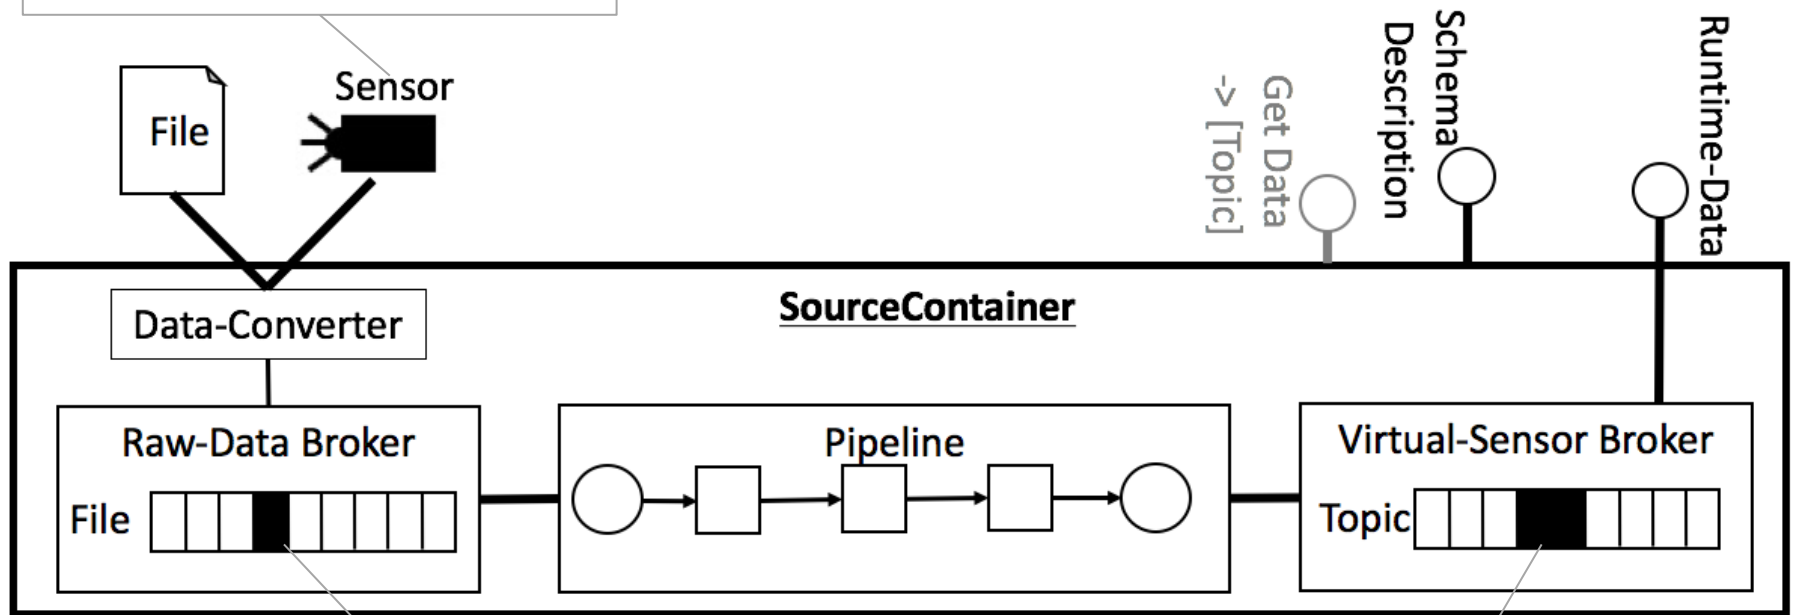 File
Sensor
Get Data
-> [Topic]
Schema
Description
Runtime-Data
SourceContainer
Data-Converter
Raw-Data Broker
File
Pipeline
Virtual-Sensor Broker
Topic